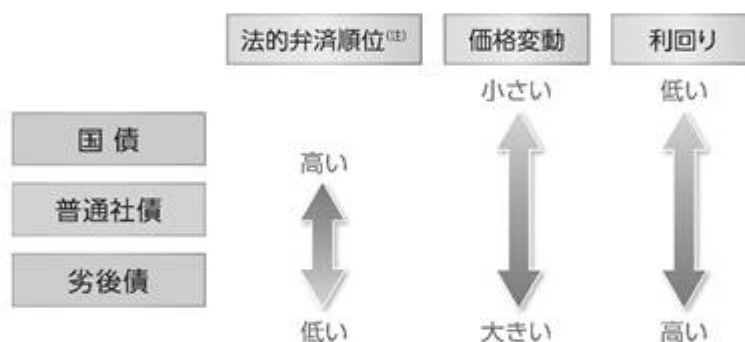 法的弁済順位(注)
価格変動
利回り
小さい
低い
国債
高い
普通社債
劣後債
低い
大きい
高い